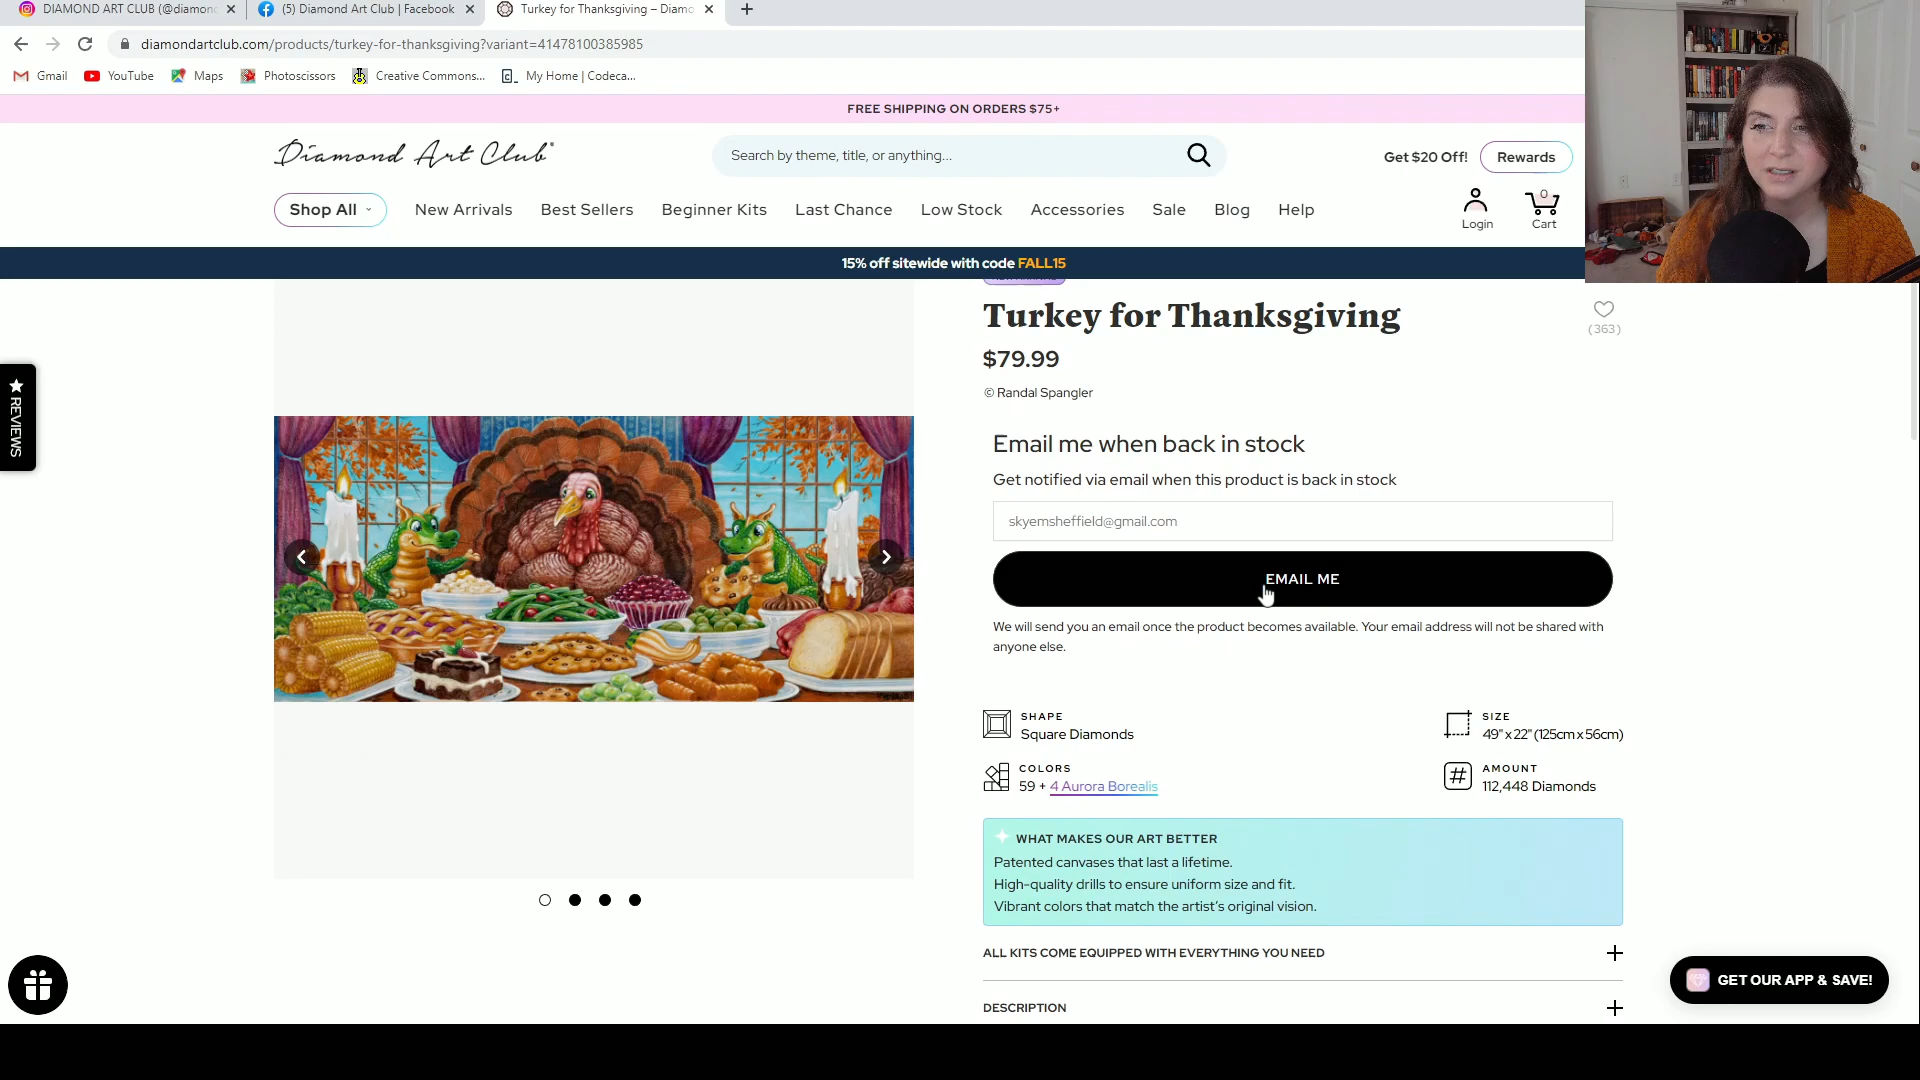 DIAMOND ART CLUB (@diamon
(5) Diamond Art Club | Facebook
Turkey for Thanksgiving – Diamo
diamondartclub.com/products/turkey-for-thanksgiving?variant=41478100385985
Gmail
YouTube
Maps
Photoscissors
Creative Commons...
My Home | Codeca...
FREE SHIPPING ON ORDERS $75+
Diamond Art Club®
Search by theme, title, or anything...
Get $20 Off!
Rewards
Shop All
New Arrivals
Best Sellers
Beginner Kits
Last Chance
Low Stock
Accessories
Sale
Blog
Help
Login
0
Cart
15% off sitewide with code FALL15
Turkey for Thanksgiving
(363)
$79.99
© Randal Spangler
★ REVIEWS
Email me when back in stock
Get notified via email when this product is back in stock
skyemsheffield@gmail.com
EMAIL ME
We will send you an email once the product becomes available. Your email address will not be shared with
anyone else.
SHAPE
Square Diamonds
SIZE
49" x 22" (125cm x 56cm)
COLORS
59 + 4 Aurora Borealis
#
AMOUNT
112,448 Diamonds
WHAT MAKES OUR ART BETTER
Patented canvases that last a lifetime.
High-quality drills to ensure uniform size and fit.
Vibrant colors that match the artist's original vision.
ALL KITS COME EQUIPPED WITH EVERYTHING YOU NEED
DESCRIPTION
GET OUR APP & SAVE!